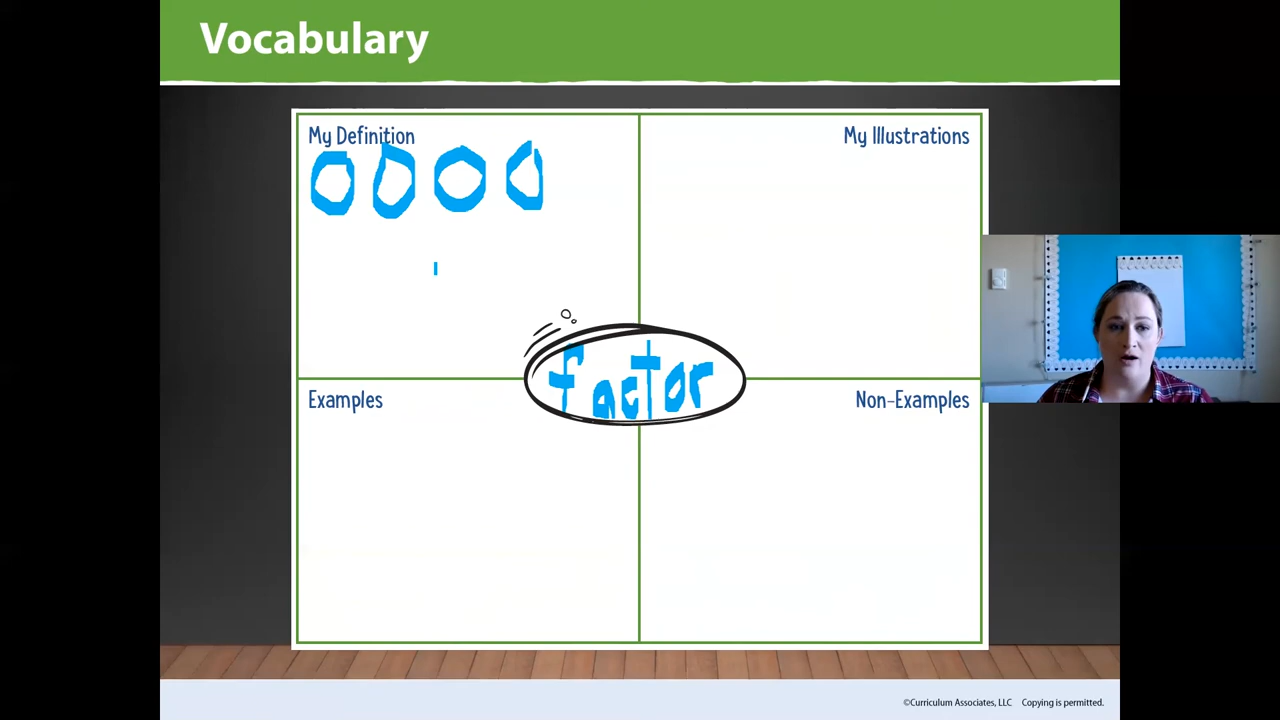 Vocabulary
My Definition
My Illustrations
factor
Examples
Non-Examples
©Curriculum Associates, LLC Copying is permitted.